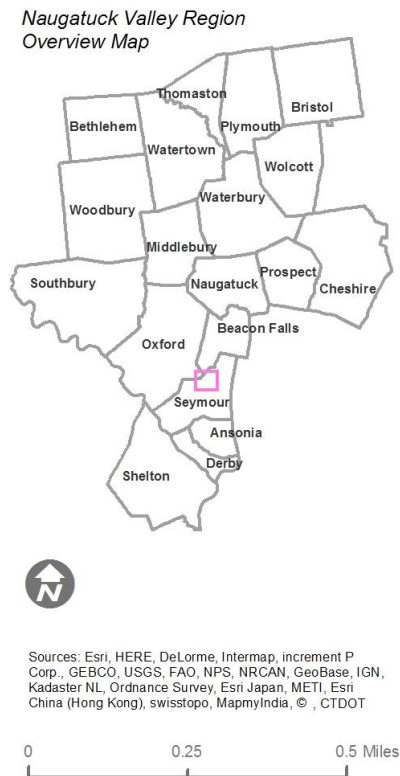 Naugatuck Valley Region
Overview Map
Thomaston
Bristol
Bethlehem
Plymouth
Watertown
Wolcott
Woodbury
Waterbury
Middlebury
Prospect
Southbury
Naugatuck
Cheshire
Beacon Falls
Oxford
Seymour
Ansonia
Derby
Shelton
N
Sources: Esri, HERE, DeLorme, Intermap, increment P
Corp., GEBCO, USGS, FAO, NPS, NRCAN, GeoBase, IGN,
Kadaster NL, Ordnance Survey, Esri Japan, METI, Esri
China (Hong Kong), swisstopo, MapmyIndia, © , CTDOT
0 0.25 0.5 Miles